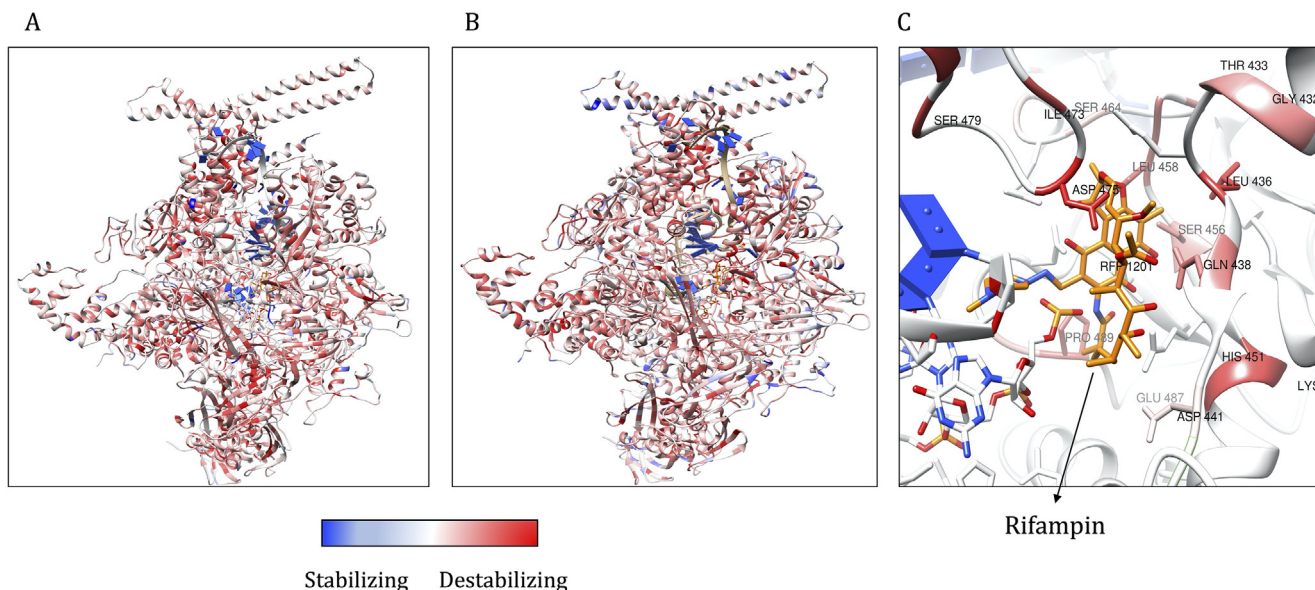 A
B
C
THR 433
GLY 432
SER 464
ILE 473
SER 479
LEU 458
ASP 475
LEU 436
SER 456
GLN 438
RFP 1201
PRO 489
HIS 451
LYS
GLU 487
ASP 441
Rifampin
Stabilizing Destabilizing